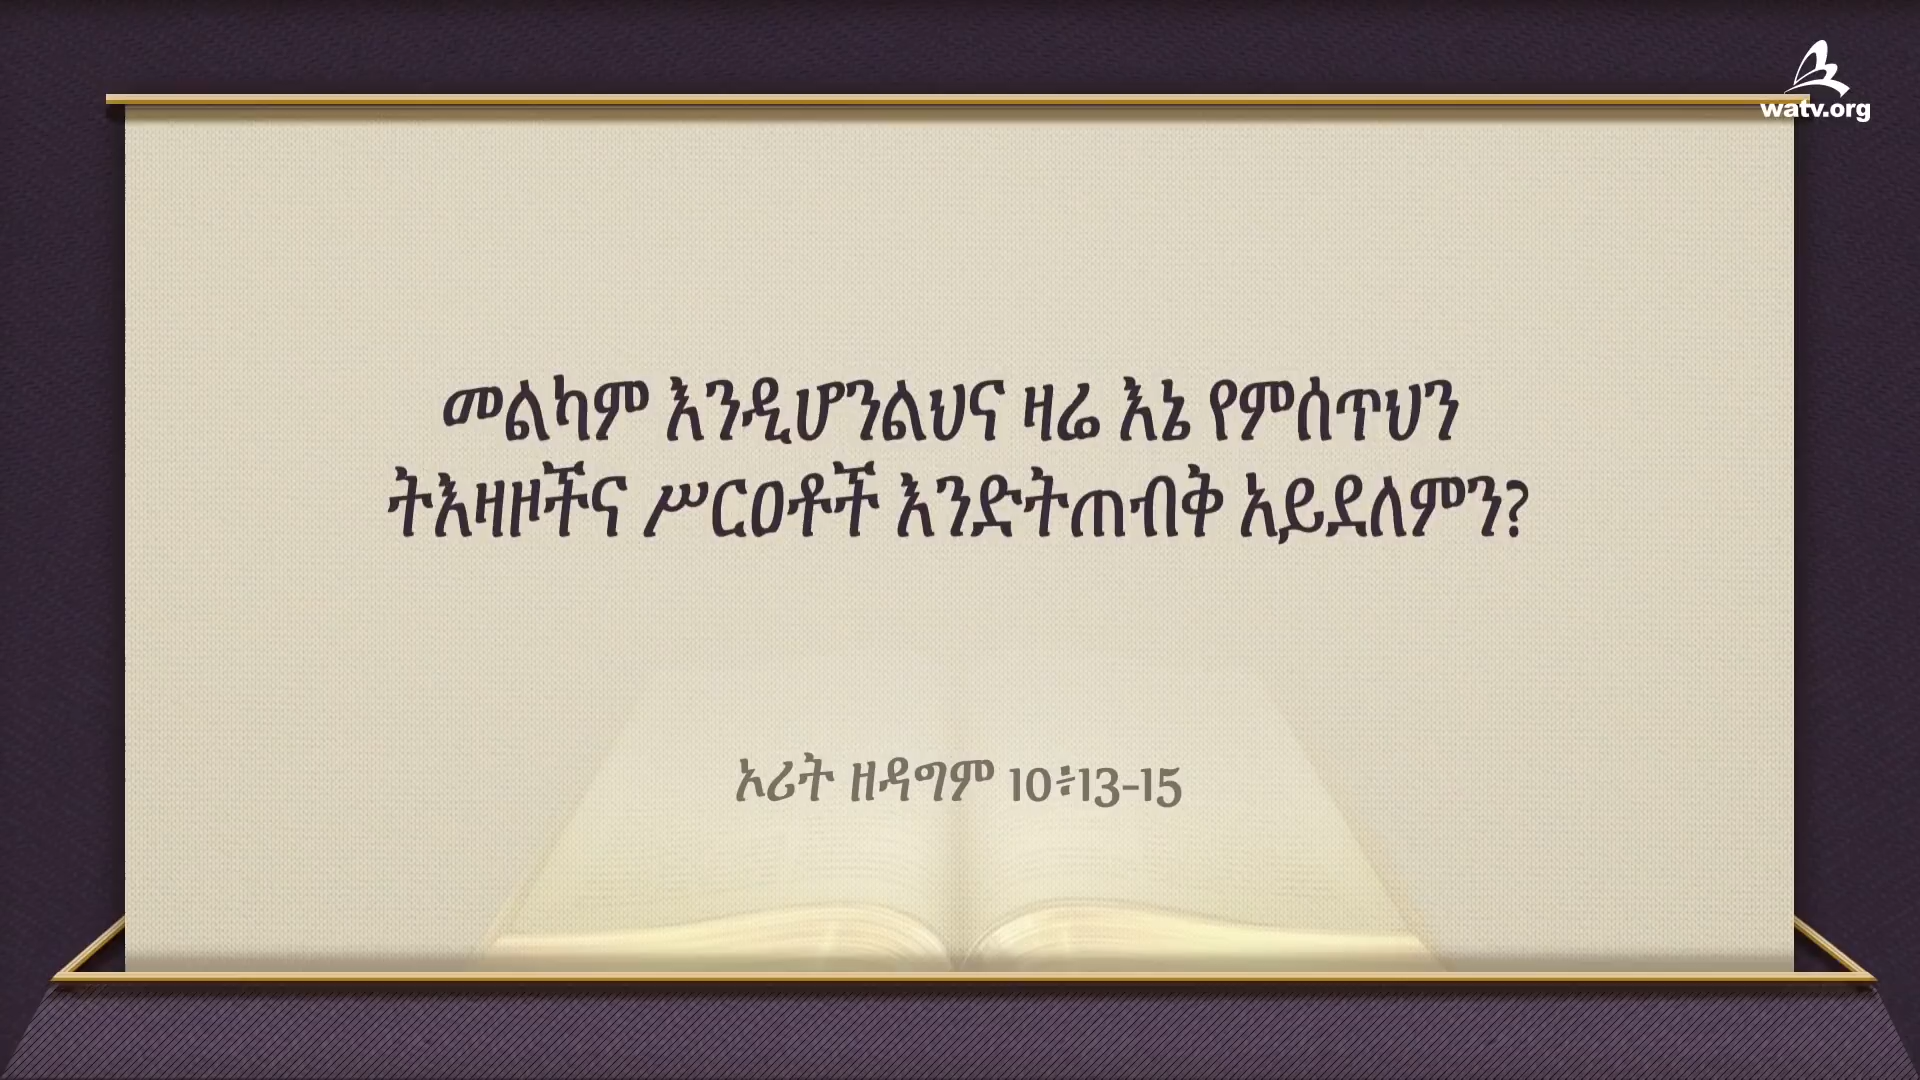 watv.org
መልካም እንዲሆንልህና ዛሬ እኔ የምሰጥህን
ትእዛዞችና ሥርዐቶች እንድትጠብቅ አይደለምን?
ኦሪት ዘዳግም 10፥13-15